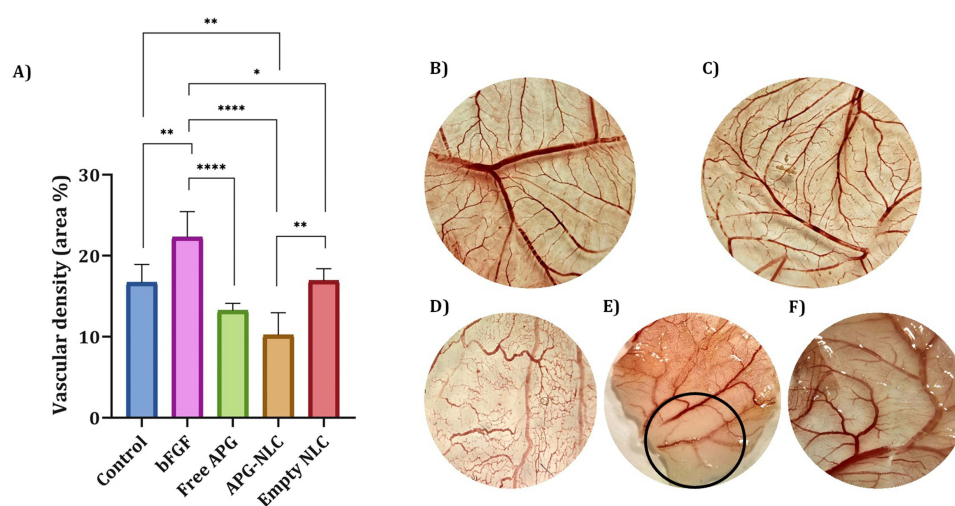 A)
**
*
****
**
****
**
Vascular density (area %)
30
20
10
0
Control
bFGF
Free APG
APG-NLC
Empty NLC
B)
C)
D)
E)
F)